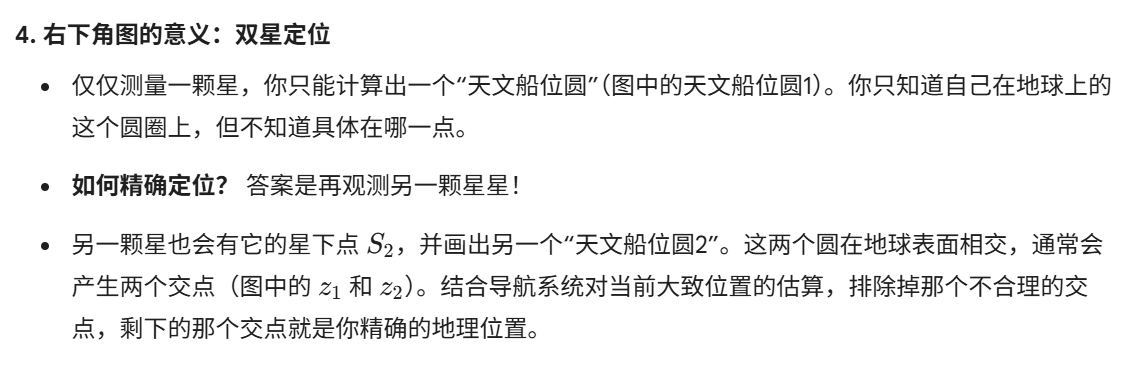 4. 右下角图的意义：双星定位
• 仅仅测量一颗星，你只能计算出一个“天文船位圆”（图中的天文船位圆1）。你只知道自己在地球上的
这个圆圈上，但不知道具体在哪一点。
• 如何精确定位？ 答案是再观测另一颗星星！
• 另一颗星也会有它的星下点 S₂，并画出另一个“天文船位圆2”。这两个圆在地球表面相交，通常会
产生两个交点（图中的 z₁ 和 z₂）。结合导航系统对当前大致位置的估算，排除掉那个不合理的交
点，剩下的那个交点就是你精确的地理位置。